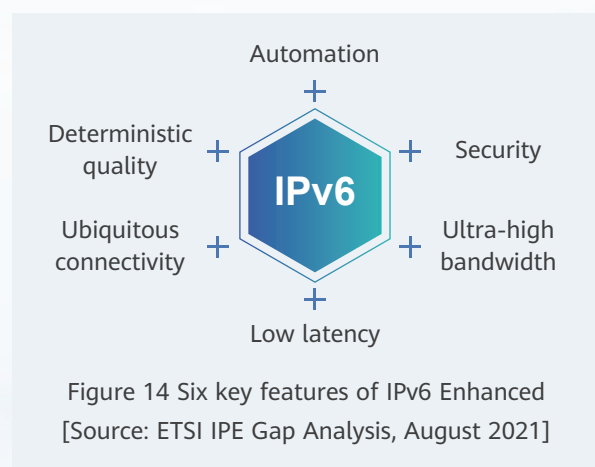 Automation
Deterministic
quality
Security
IPv6
Ubiquitous
connectivity
Ultra-high
bandwidth
Low latency
Figure 14 Six key features of IPv6 Enhanced
[Source: ETSI IPE Gap Analysis, August 2021]